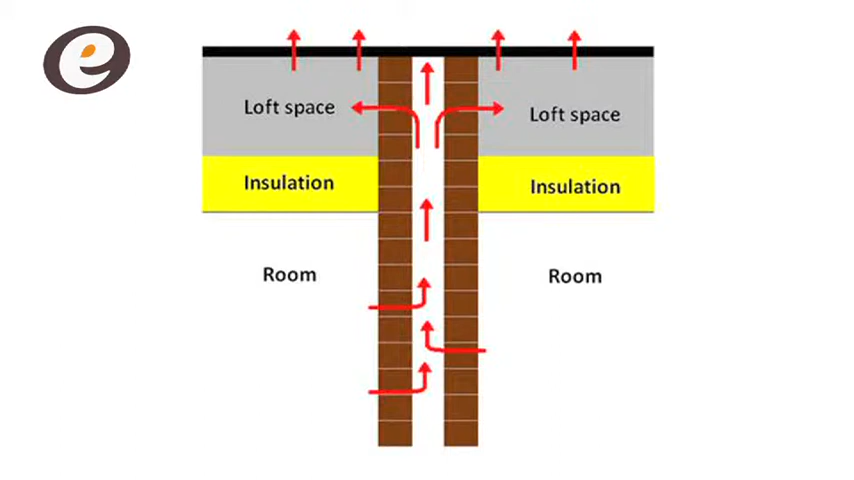 e
Loft space
Loft space
Insulation
Insulation
Room
Room